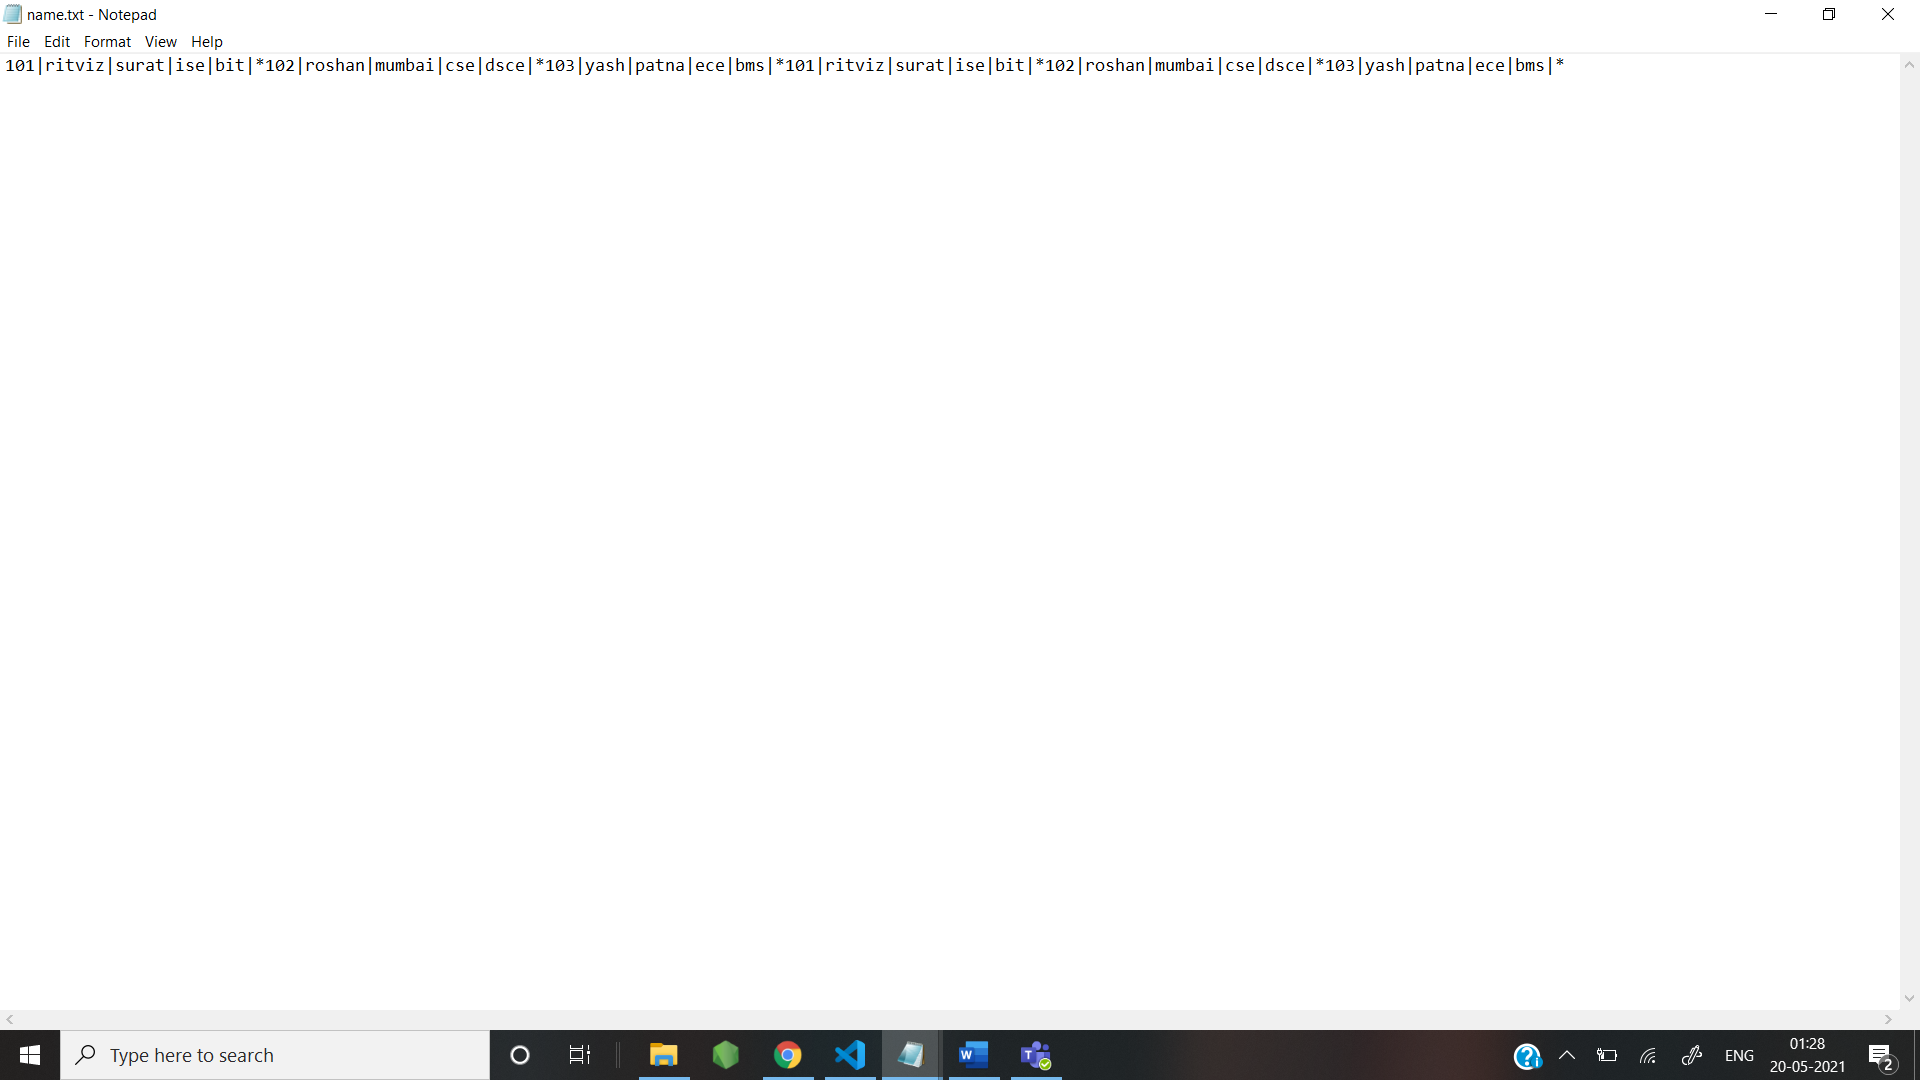 name.txt - Notepad
File Edit Format View Help
101|ritviz|surat|ise|bit|*102|roshan|mumbai|cse|dsce|*103|yash|patna|ece|bms|*101|ritviz|surat|ise|bit|*102|roshan|mumbai|cse|dsce|*103|yash|patna|ece|bms|*
Type here to search
W
T
ENG
01:28
20-05-2021
2